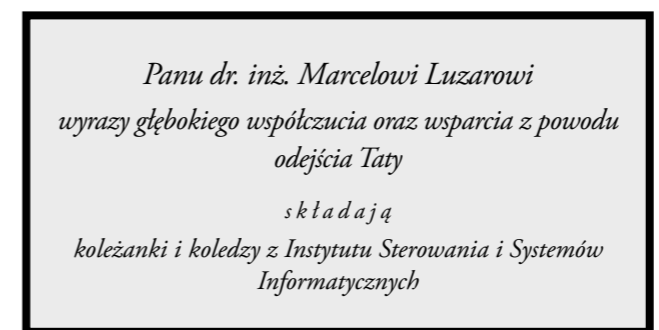 Panu dr. inż. Marcelowi Luzarowi
wyrazy głębokiego współczucia oraz wsparcia z powodu
odejścia Taty
składają
koleżanki i koledzy z Instytutu Sterowania i Systemów
Informatycznych